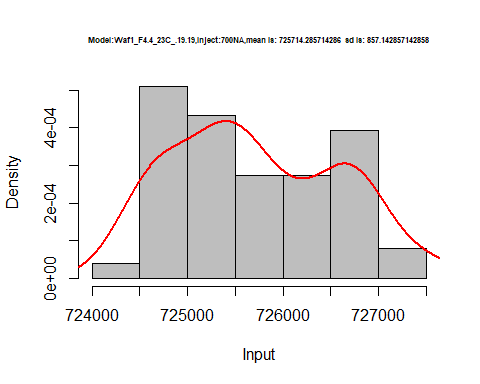 Model:Waf1_F4.4_23C_.19.19,Inject:700NA,mean is: 725714.285714286 sd is: 857.142857142858
Density
4e-04
2e-04
0e+00
724000 725000 726000 727000
Input